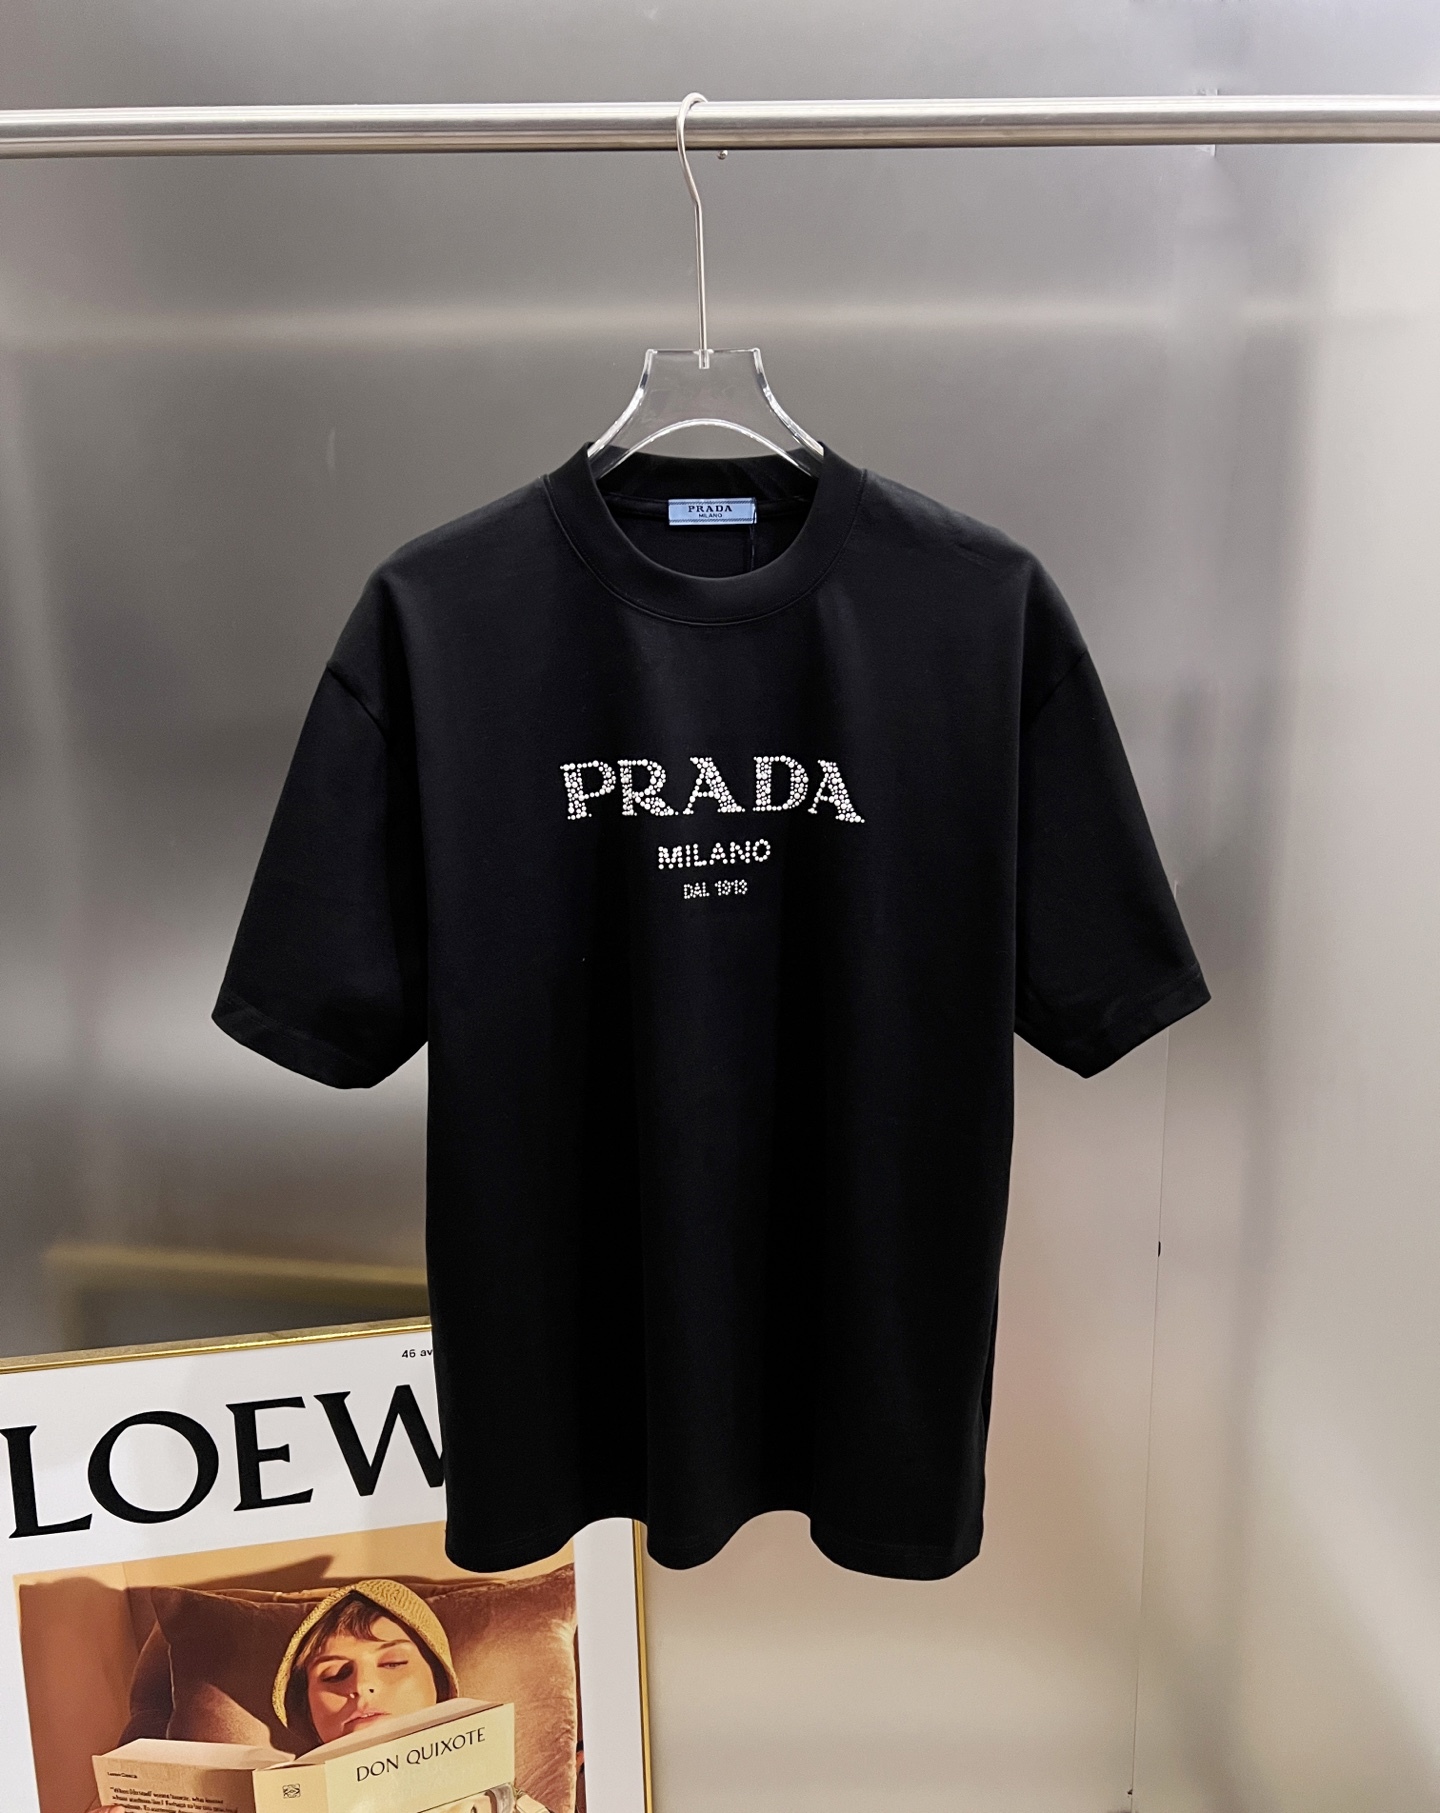 PRADA
MILANO
PRADA
MILANO
DAL 1913
46 av
LOEW
DON QUIXOTE